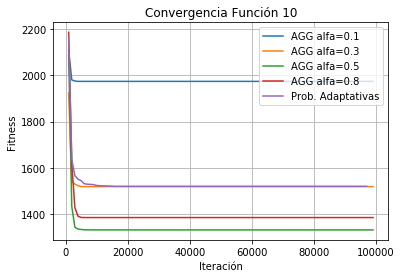 Convergencia Función 10
2200
2000
1800
1600
1400
Fitness
AGG alfa=0.1
AGG alfa=0.3
AGG alfa=0.5
AGG alfa=0.8
Prob. Adaptativas
0 20000 40000 60000 80000 100000
Iteración